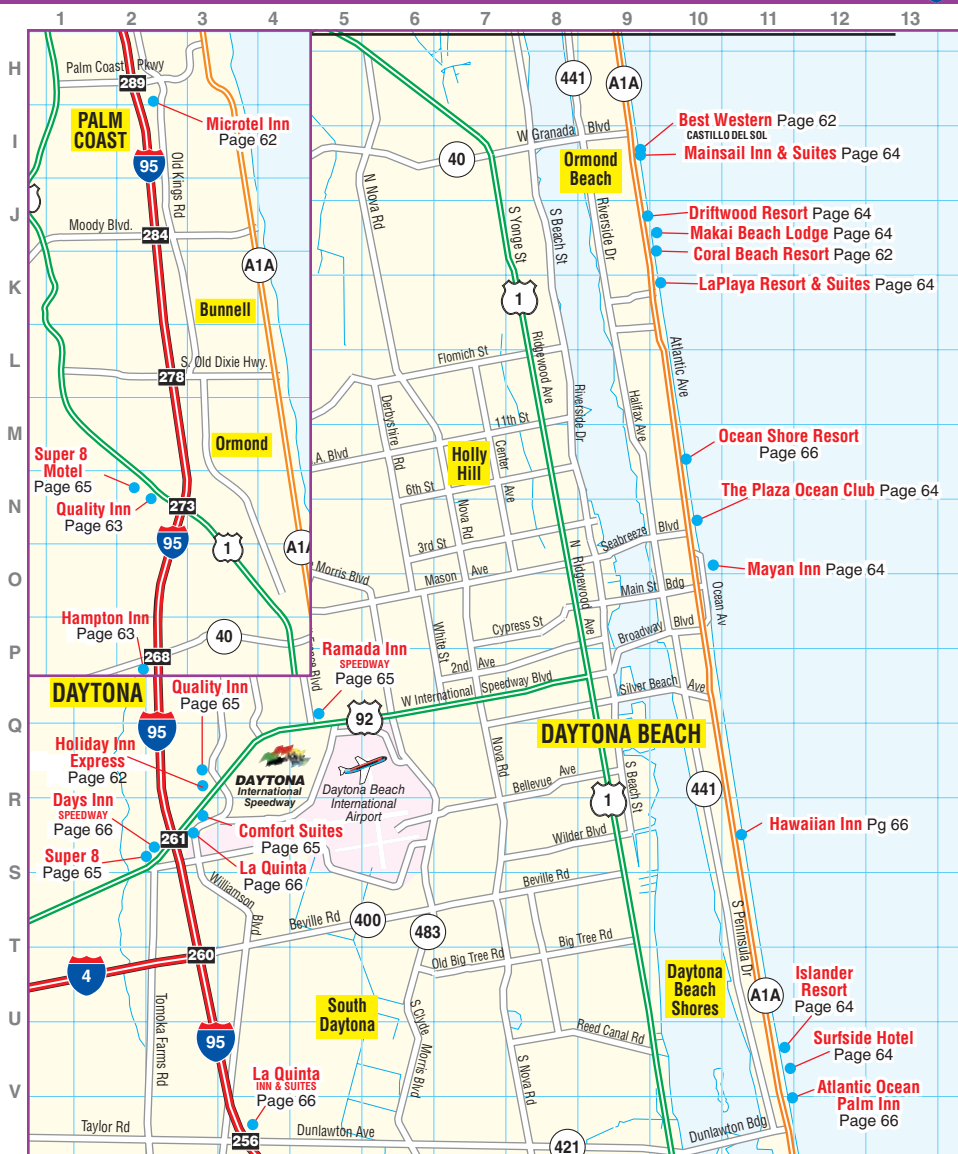 1 2 3 4 5 6 7 8 9 10 11 12 13
H
I
J
K
L
M
N
O
P
Q
R
S
T
U
V
Palm Coast Pkwy
289
PALM
COAST
Microtel Inn
Page 62
95
Old Kings Rd
Moody Blvd.
284
A1A
Bunnell
S. Old Dixie Hwy.
278
Ormond
Super 8
Motel
Page 65
Quality Inn
Page 63
273
95
1
A1A
Hampton Inn
Page 63
40
268
441
A1A
W Granada Blvd
40
Ormond
Beach
Best Western Page 62
CASTILLO DEL SOL
Mainsail Inn & Suites Page 64
N Nova Rd
S Yonge St
S Beach St
Riverside Dr
Driftwood Resort Page 64
Makai Beach Lodge Page 64
Coral Beach Resort Page 62
LaPlaya Resort & Suites Page 64
1
Flomich St
Ridgewood Ave
Atlantic Ave
Derbyshire
Rd
Riverside Dr
Halifax Ave
11th St
.A. Blvd
Holly
Hill
Center
Ave
6th St
Nova Rd
Ocean Shore Resort
Page 66
The Plaza Ocean Club Page 64
3rd St
Seabreeze Blvd
Morris Blvd
Mason Ave
N Ridgewood Ave
Main St Bdg
Ocean Av
Mayan Inn Page 64
Cypress St
White St
Broadway Blvd
2nd Ave
Ramada Inn
SPEEDWAY
Page 65
W International Speedway Blvd
Silver Beach Ave
DAYTONA
Quality Inn
Page 65
92
95
DAYTONA BEACH
Holiday Inn
Express
Page 62
DAYTONA
International
Speedway
Daytona Beach
International
Airport
Nova Rd
Bellevue Ave
S Beach St
441
1
Days Inn
SPEEDWAY
Page 66
261
Comfort Suites
Page 65
Wilder Blvd
Hawaiian Inn Pg 66
Super 8
Page 65
La Quinta
Page 66
Williamson
Blvd
Beville Rd
Beville Rd
400
483
S Peninsula Dr
260
4
Old Big Tree Rd
Big Tree Rd
Daytona
Beach
Shores
Islander
Resort
Page 64
A1A
South
Daytona
S Clyde Morris Blvd
Tomoka Farms Rd
95
Reed Canal Rd
Surfside Hotel
Page 64
S Nova Rd
La Quinta
INN & SUITES
Page 66
Atlantic Ocean
Palm Inn
Page 66
Taylor Rd
256
Dunlawton Ave
421
Dunlawton Bdg